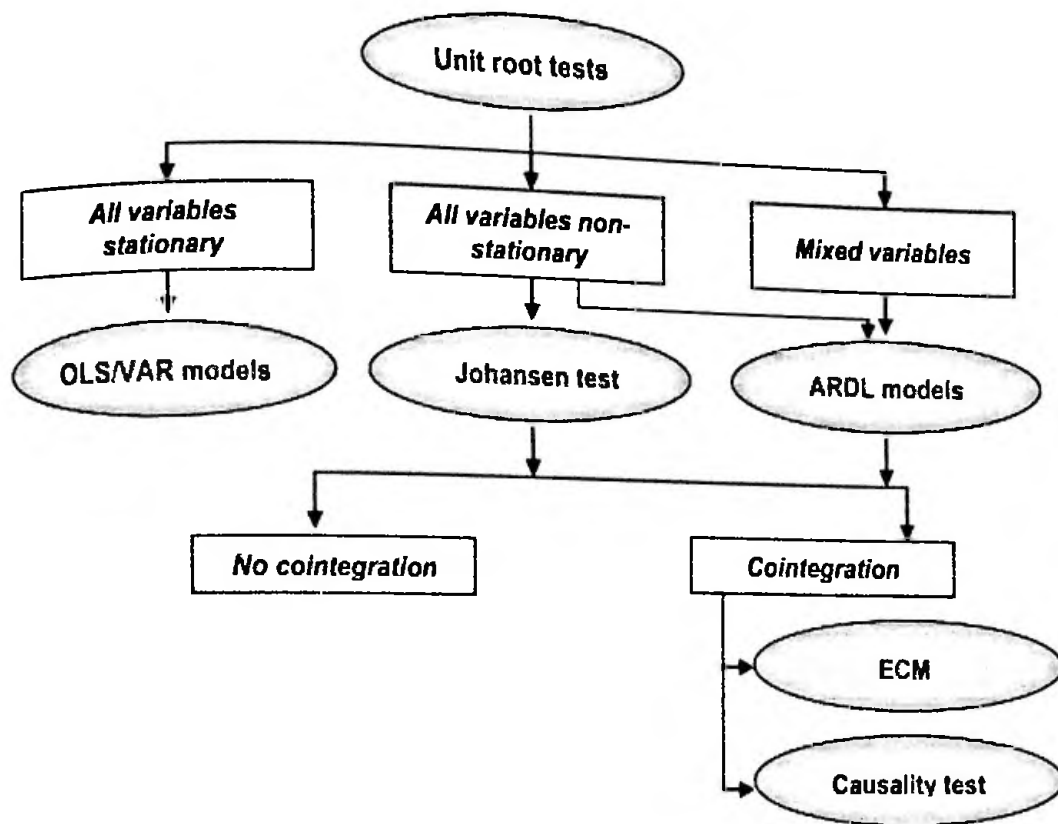 Unit root tests
All variables
stationary
All variables non-
stationary
Mixed variables
OLS/VAR models
Johansen test
ARDL models
No cointegration
Cointegration
ECM
Causality test